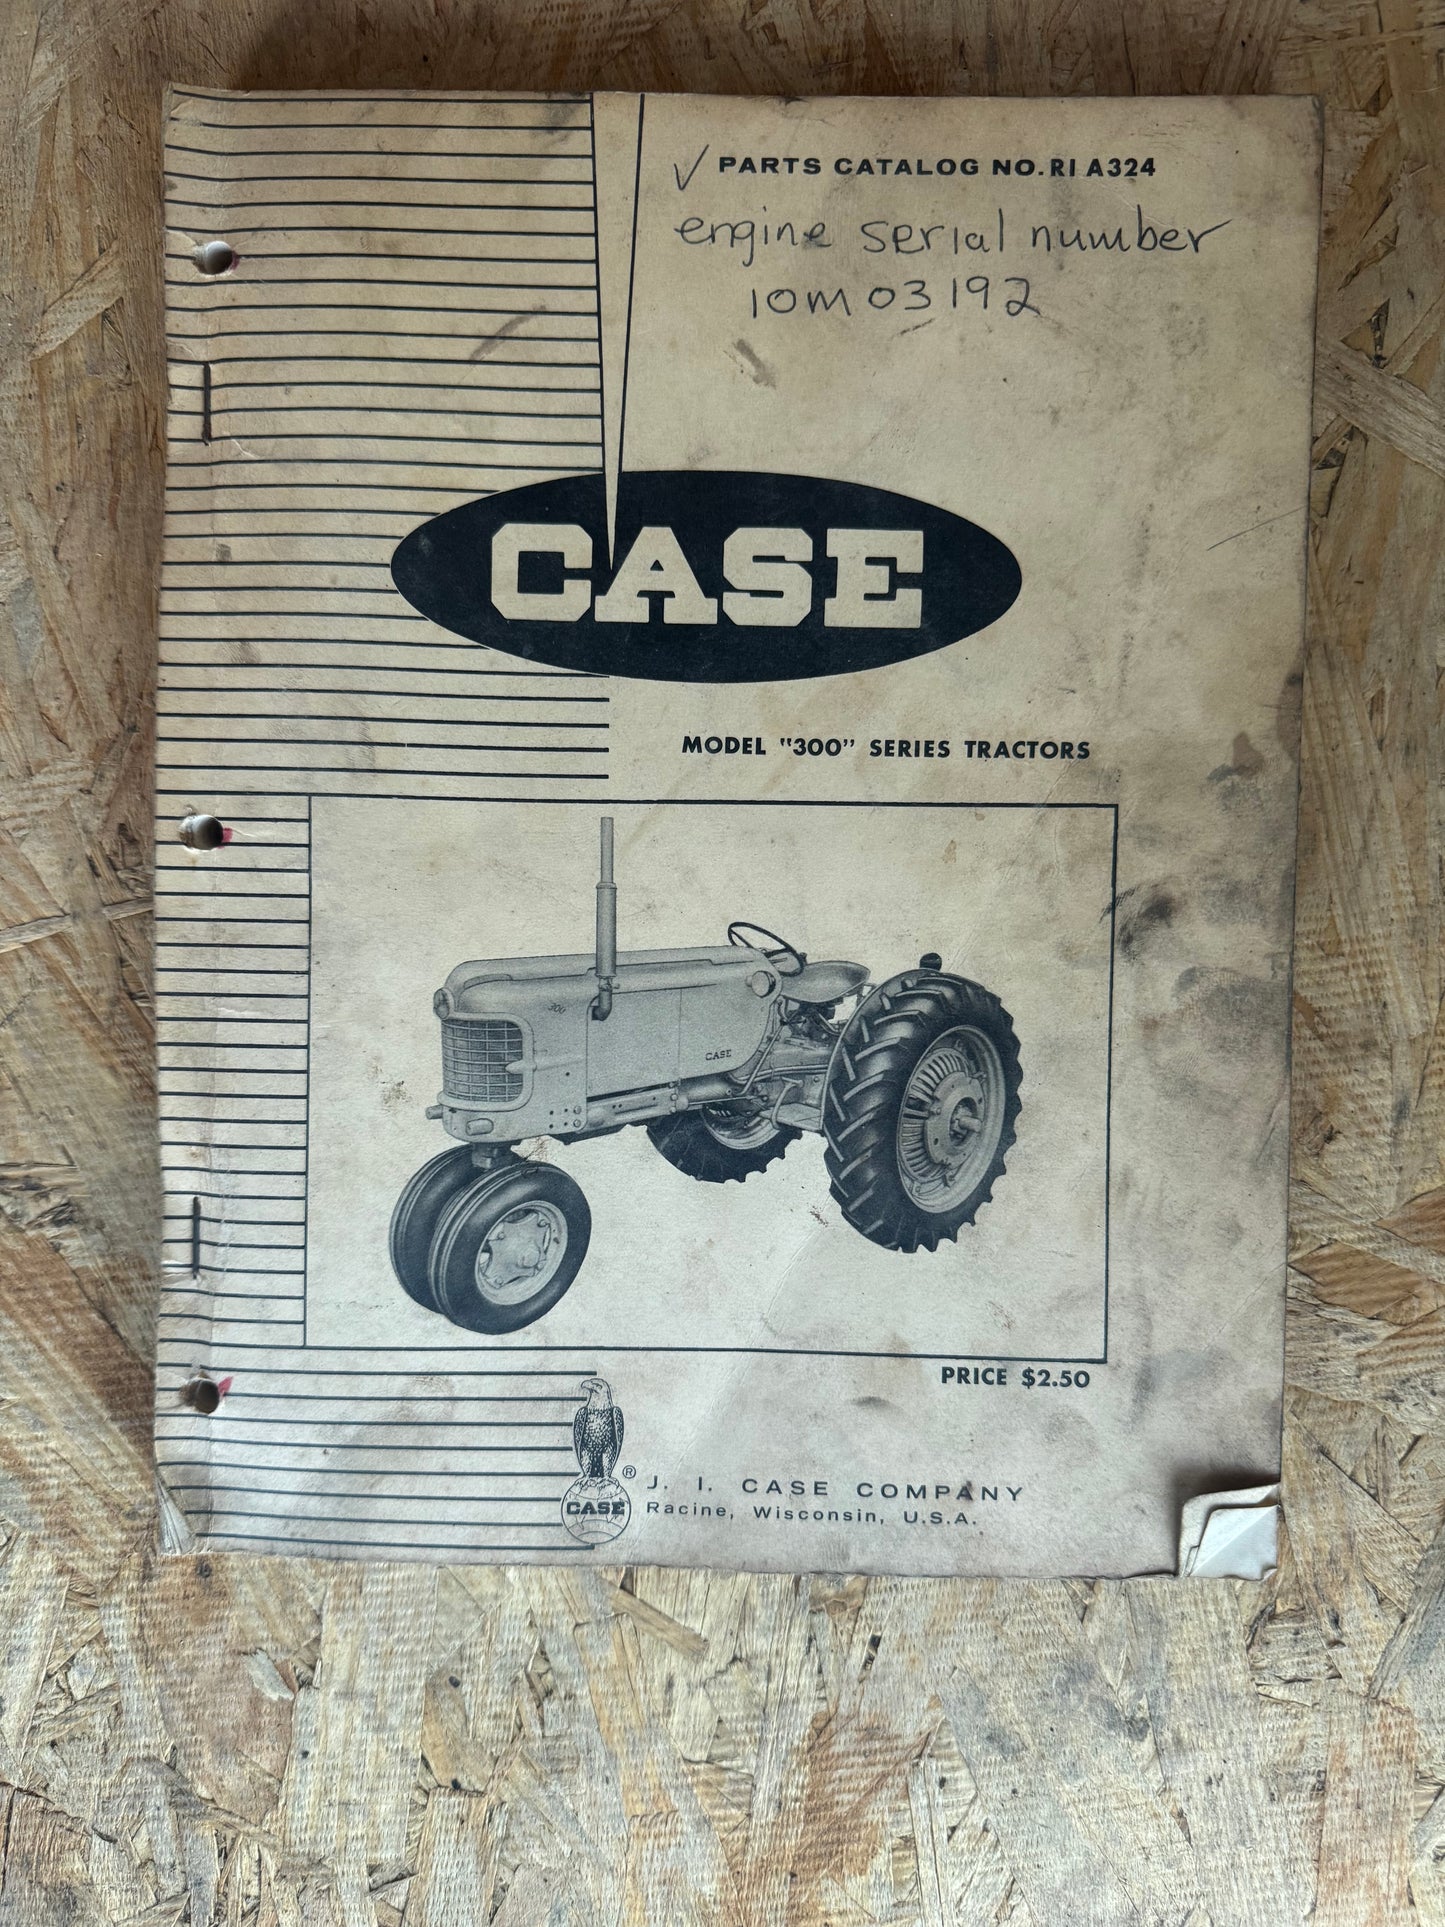 ✓ PARTS CATALOG NO. RI A324
engine serial number
10M03192
CASE
MODEL "300" SERIES TRACTORS
300
CASE
PRICE $2.50
CASE ®
J. I. CASE COMPANY
Racine, Wisconsin, U.S.A.